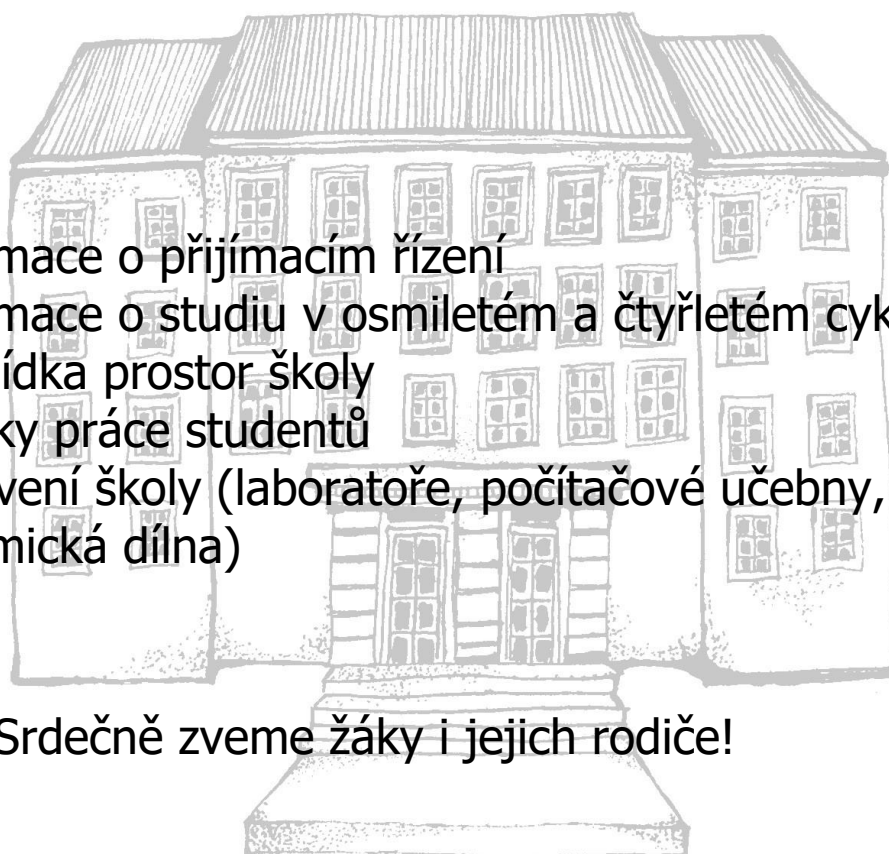 mace o přijímacím řízení
mace o studiu v osmiletém a čtyřletém cyk
ídka prostor školy
ky práce studentů
vení školy (laboratoře, počítačové učebny,
mická dílna)
Srdečně zveme žáky i jejich rodiče!